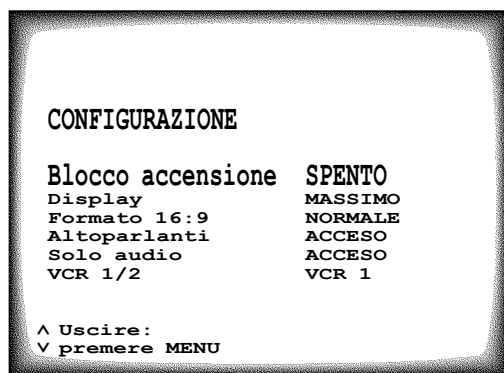 CONFIGURAZIONE
Blocco accensione SPENTO
Display MASSIMO
Formato 16:9 NORMALE
Altoparlanti ACCESO
Solo audio ACCESO
VCR 1/2 VCR 1
∧ Uscire:
∨ premere MENU